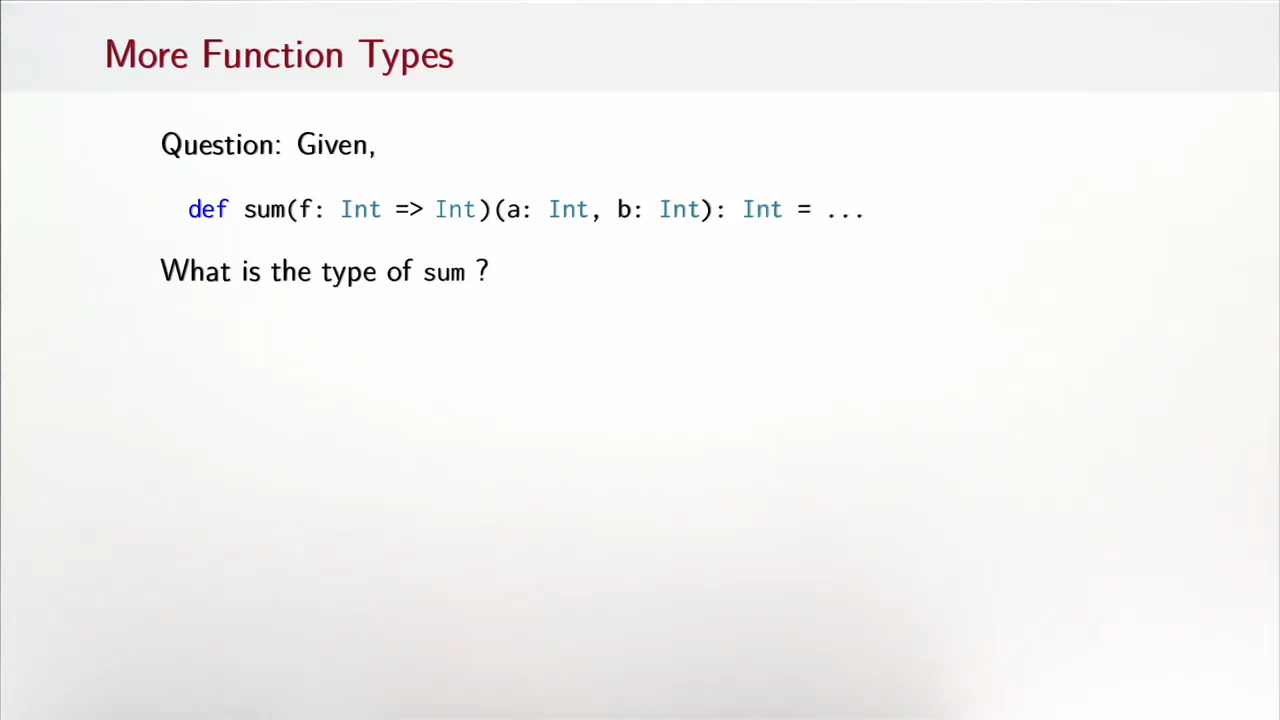 More Function Types
Question: Given,
def sum(f: Int => Int)(a: Int, b: Int): Int = ...
What is the type of sum ?